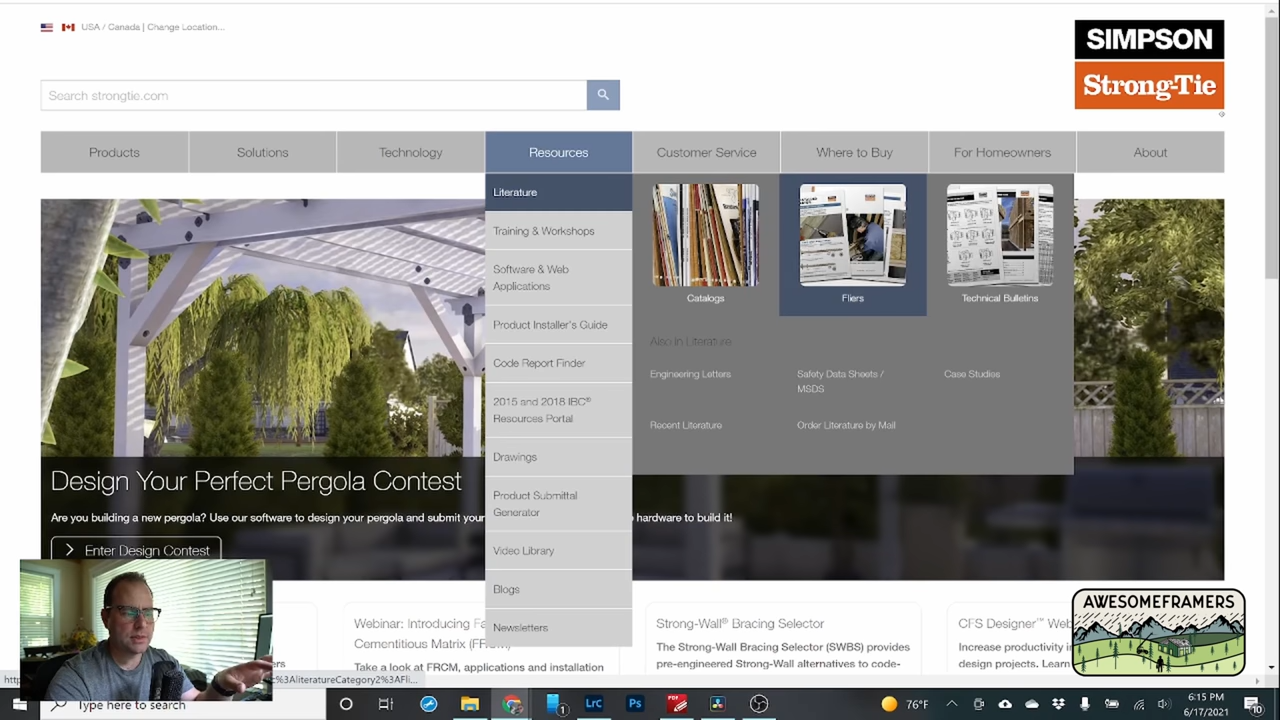 USA / Canada | Change Location...
SIMPSON
Strong-Tie
®
Search strongtie.com
Products
Solutions
Technology
Resources
Customer Service
Where to Buy
For Homeowners
About
Literature
Training & Workshops
Software & Web
Applications
Product Installer's Guide
Code Report Finder
2015 and 2018 IBC®
Resources Portal
Drawings
Product Submittal
Generator
Video Library
Blogs
Newsletters
Catalogs
Fliers
Technical Bulletins
Also in Literature
Engineering Letters
Safety Data Sheets /
MSDS
Case Studies
Recent Literature
Order Literature by Mail
Design Your Perfect Pergola Contest
Are you building a new pergola? Use our software to design your pergola and submit your
hardware to build it!
Enter Design Contest
Webinar: Introducing
Cementitious Matrix
Take a look at FRCM, applications and installation
Strong-Wall® Bracing Selector
The Strong-Wall Bracing Selector (SWBS) provides
pre-engineered Strong-Wall alternatives to code-
CFS Designer™ Web
Increase productivity
design projects. Learn
AWESOMEFRAMERS
c%3AliteratureCategory2%3AFli...
Type here to search
1
Lrc
Ps
PDF
76°F
6:15 PM
6/17/2021
10